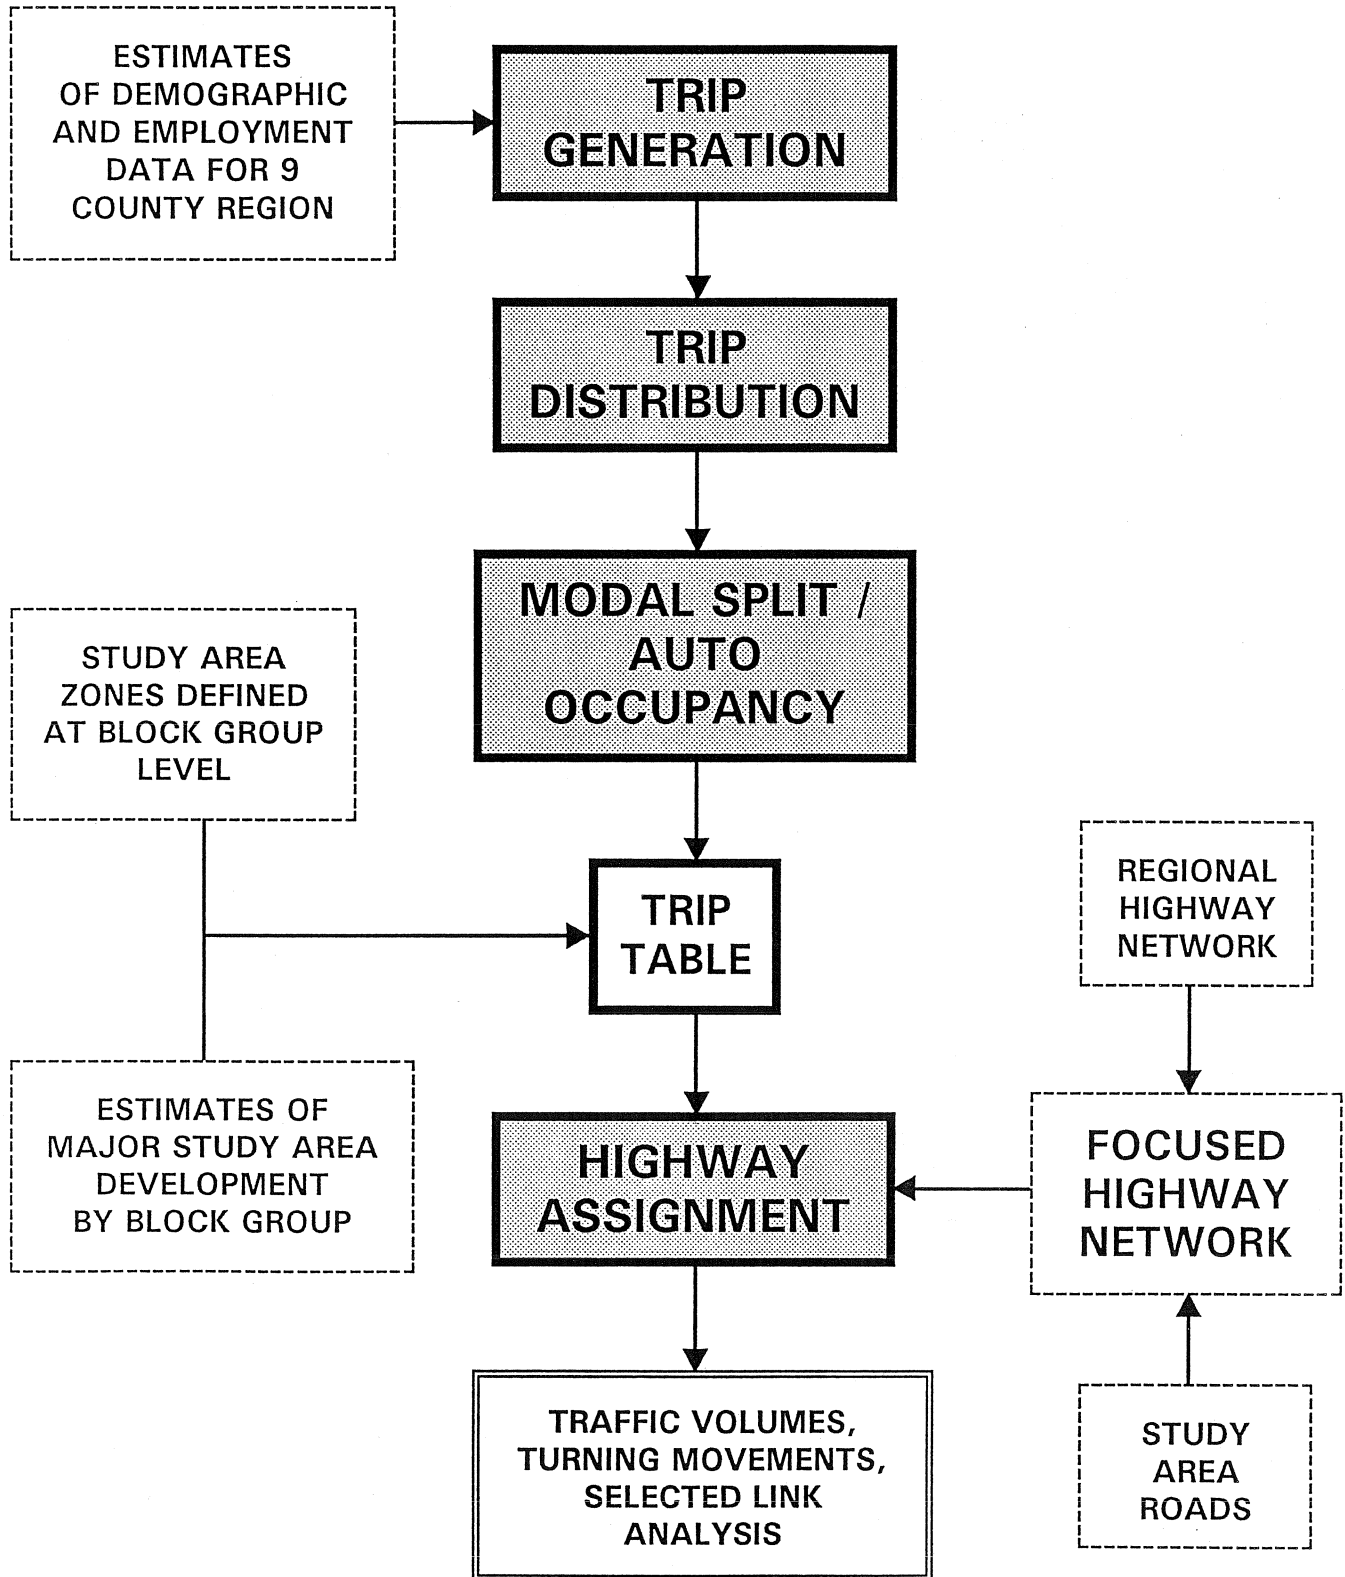 ESTIMATES
OF DEMOGRAPHIC
AND EMPLOYMENT
DATA FOR 9
COUNTY REGION
TRIP
GENERATION
TRIP
DISTRIBUTION
MODAL SPLIT /
AUTO
OCCUPANCY
STUDY AREA
ZONES DEFINED
AT BLOCK GROUP
LEVEL
TRIP
TABLE
REGIONAL
HIGHWAY
NETWORK
ESTIMATES OF
MAJOR STUDY AREA
DEVELOPMENT
BY BLOCK GROUP
HIGHWAY
ASSIGNMENT
FOCUSED
HIGHWAY
NETWORK
TRAFFIC VOLUMES,
TURNING MOVEMENTS,
SELECTED LINK
ANALYSIS
STUDY
AREA
ROADS